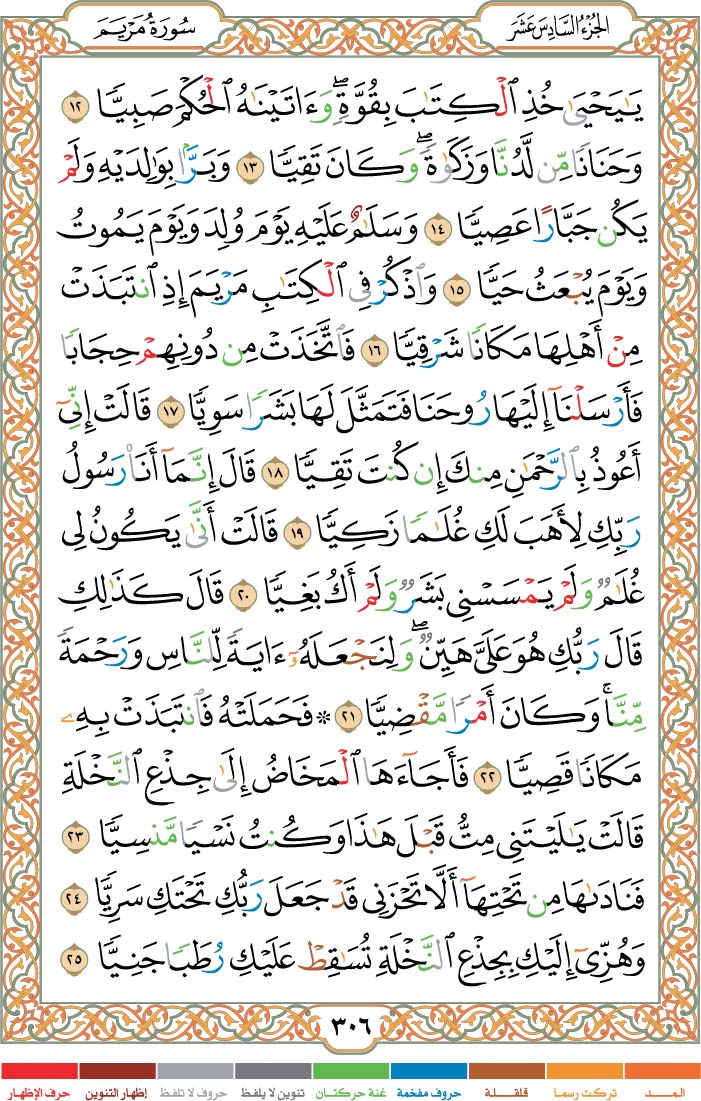 الجزء السادس عشر
سورة مريم
يَـٰيَحْيَىٰ خُذِ ٱلْكِتَـٰبَ بِقُوَّةٍۢ ۖ وَءَاتَيْنَـٰهُ ٱلْحُكْمَ صَبِيًّۭا ١٢
وَحَنَانًۭا مِّن لَّدُنَّا وَزَكَوٰةًۭ ۖ وَكَانَ تَقِيًّۭا ١٣ وَبَرًّۢا بِوَٰلِدَيْهِ وَلَمْ
يَكُن جَبَّارًا عَصِيًّۭا ١٤ وَسَلَـٰمٌ عَلَيْهِ يَوْمَ وُلِدَ وَيَوْمَ يَمُوتُ
وَيَوْمَ يُبْعَثُ حَيًّۭا ١٥ وَٱذْكُرْ فِى ٱلْكِتَـٰبِ مَرْيَمَ إِذِ ٱنتَبَذَتْ
مِنْ أَهْلِهَا مَكَانًۭا شَرْقِيًّۭا ١٦ فَٱتَّخَذَتْ مِن دُونِهِمْ حِجَابًۭا
فَأَرْسَلْنَآ إِلَيْهَا رُوحَنَا فَتَمَثَّلَ لَهَا بَشَرًۭا سَوِيًّۭا ١٧ قَالَتْ إِنِّىٓ
أَعُوذُ بِٱلرَّحْمَـٰنِ مِنكَ إِن كُنتَ تَقِيًّۭا ١٨ قَالَ إِنَّمَآ أَنَا۠ رَسُولُ
رَبِّكِ لِأَهَبَ لَكِ غُلَـٰمًۭا زَكِيًّۭا ١٩ قَالَتْ أَنَّىٰ يَكُونُ لِى
غُلَـٰمٌۭ وَلَمْ يَمْسَسْنِى بَشَرٌۭ وَلَمْ أَكُ بَغِيًّۭا ٢٠ قَالَ كَذَٰلِكِ
قَالَ رَبُّكِ هُوَ عَلَىَّ هَيِّنٌۭ ۖ وَلِنَجْعَلَهُۥٓ ءَايَةًۭ لِّلنَّاسِ وَرَحْمَةًۭ
مِّنَّا ۚ وَكَانَ أَمْرًۭا مَّقْضِيًّۭا ٢١ * فَحَمَلَتْهُ فَٱنتَبَذَتْ بِهِۦ
مَكَانًۭا قَصِيًّۭا ٢٢ فَأَجَآءَهَا ٱلْمَخَاضُ إِلَىٰ جِذْعِ ٱلنَّخْلَةِ
قَالَتْ يَـٰلَيْتَنِى مِتُّ قَبْلَ هَـٰذَا وَكُنتُ نَسْيًۭا مَّنسِيًّۭا ٢٣
فَنَادَىٰهَا مِن تَحْتِهَآ أَلَّا تَحْزَنِى قَدْ جَعَلَ رَبُّكِ تَحْتَكِ سَرِيًّۭا ٢٤
وَهُزِّىٓ إِلَيْكِ بِجِذْعِ ٱلنَّخْلَةِ تُسَـٰقِطْ عَلَيْكِ رُطَبًۭا جَنِيًّۭا ٢٥
٣٠٦
المـــد تركت رسما قلقـــلة حروف مفخمة غنة حركتان تنوين لا يلفظ حروف لا تلفظ إظهار التنوين حرف الإظهار